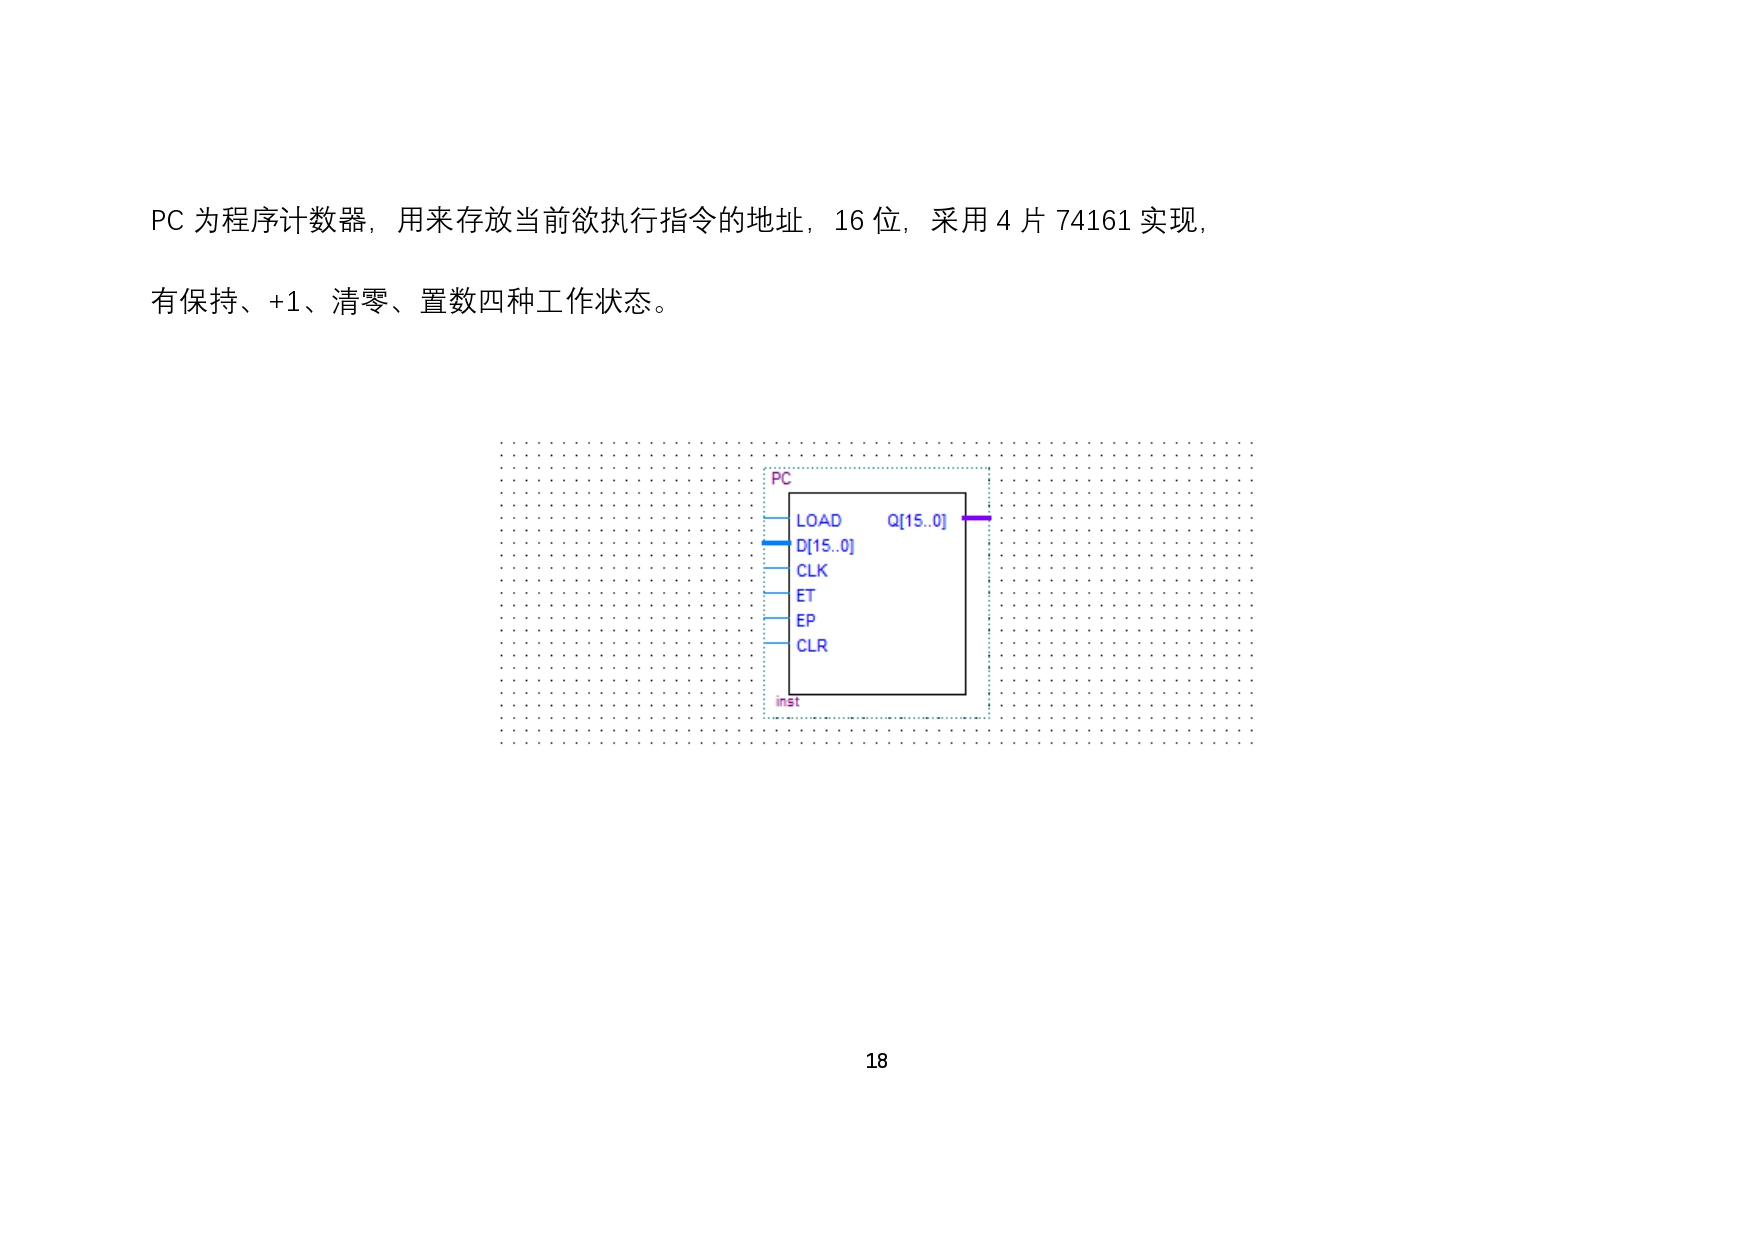 PC 为程序计数器，用来存放当前欲执行指令的地址，16 位，采用 4 片 74161 实现，
有保持、+1、清零、置数四种工作状态。
PC
LOAD Q[15..0]
D[15..0]
CLK
ET
EP
CLR
inst
18